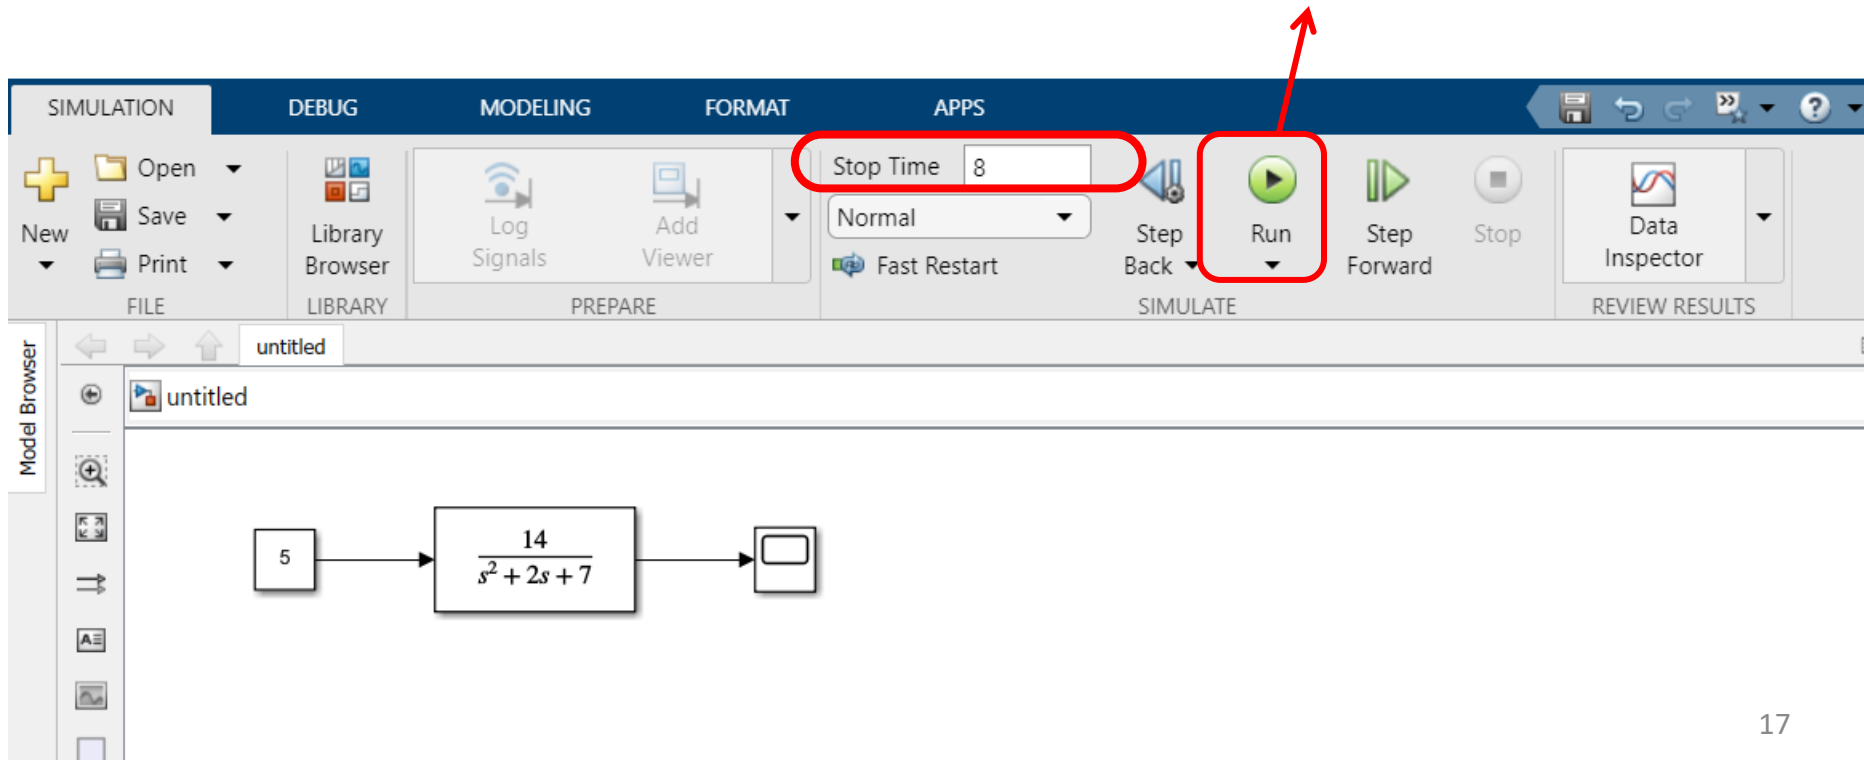 SIMULATION DEBUG MODELING FORMAT APPS
New
Open
Save
Print
FILE
Library
Browser
LIBRARY
Log
Signals
Add
Viewer
PREPARE
Stop Time 8
Normal
Fast Restart
Step
Back
Run
Step
Forward
Stop
SIMULATE
Data
Inspector
REVIEW RESULTS
Model Browser
untitled
untitled
5
14
s² + 2s + 7
17